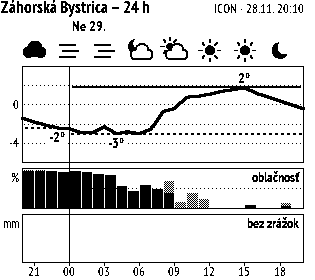 Záhorská Bystrica – 24 h
ICON · 28.11. 20:10
Ne 29.
2°
0
-2°
-3°
-4
%
oblačnosť
mm
bez zrážok
21 00 03 06 09 12 15 18